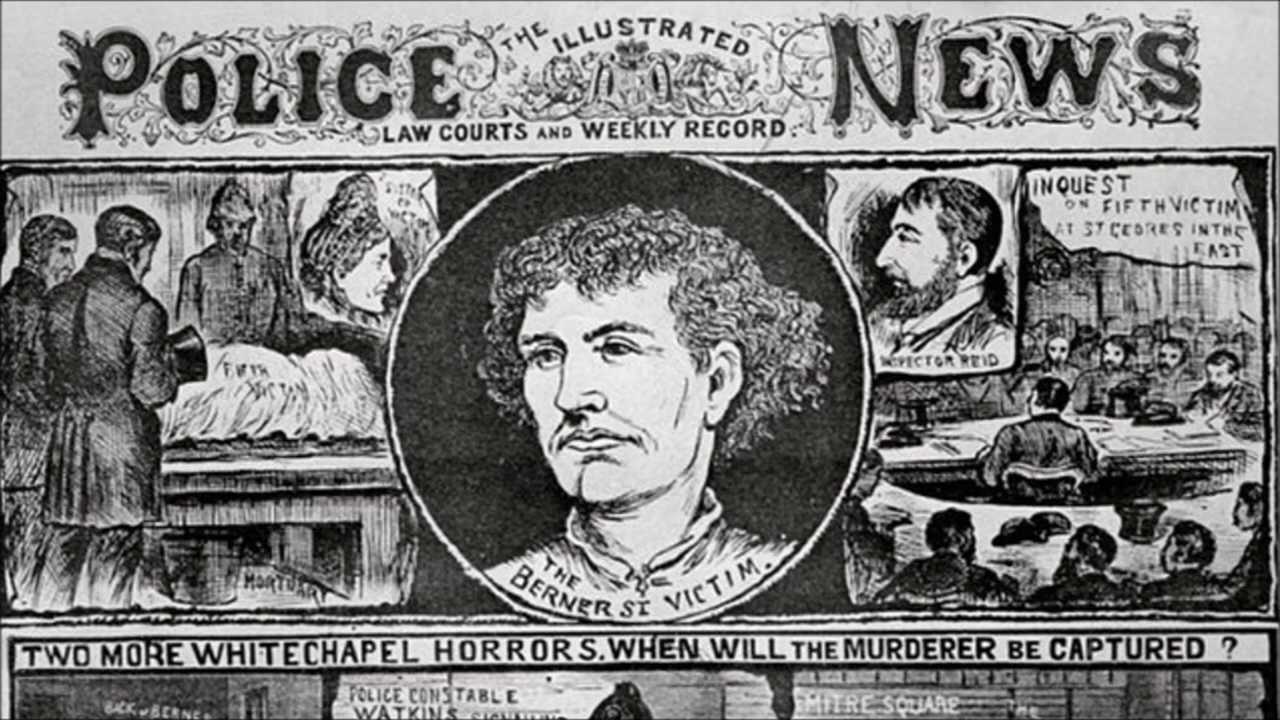 THE ILLUSTRATED
POLICE NEWS
LAW COURTS AND WEEKLY RECORD.
FIFTH
VICTIM
MORTUARY
THE
BERNER ST VICTIM.
INSPECTOR REID
INQUEST
ON FIFTH VICTIM
AT ST GEORES IN THE
EAST
TWO MORE WHITECHAPEL HORRORS. WHEN WILL THE MURDERER BE CAPTURED ?
POLICE CONSTABLE
WATKINS
MITRE SQUARE
THE